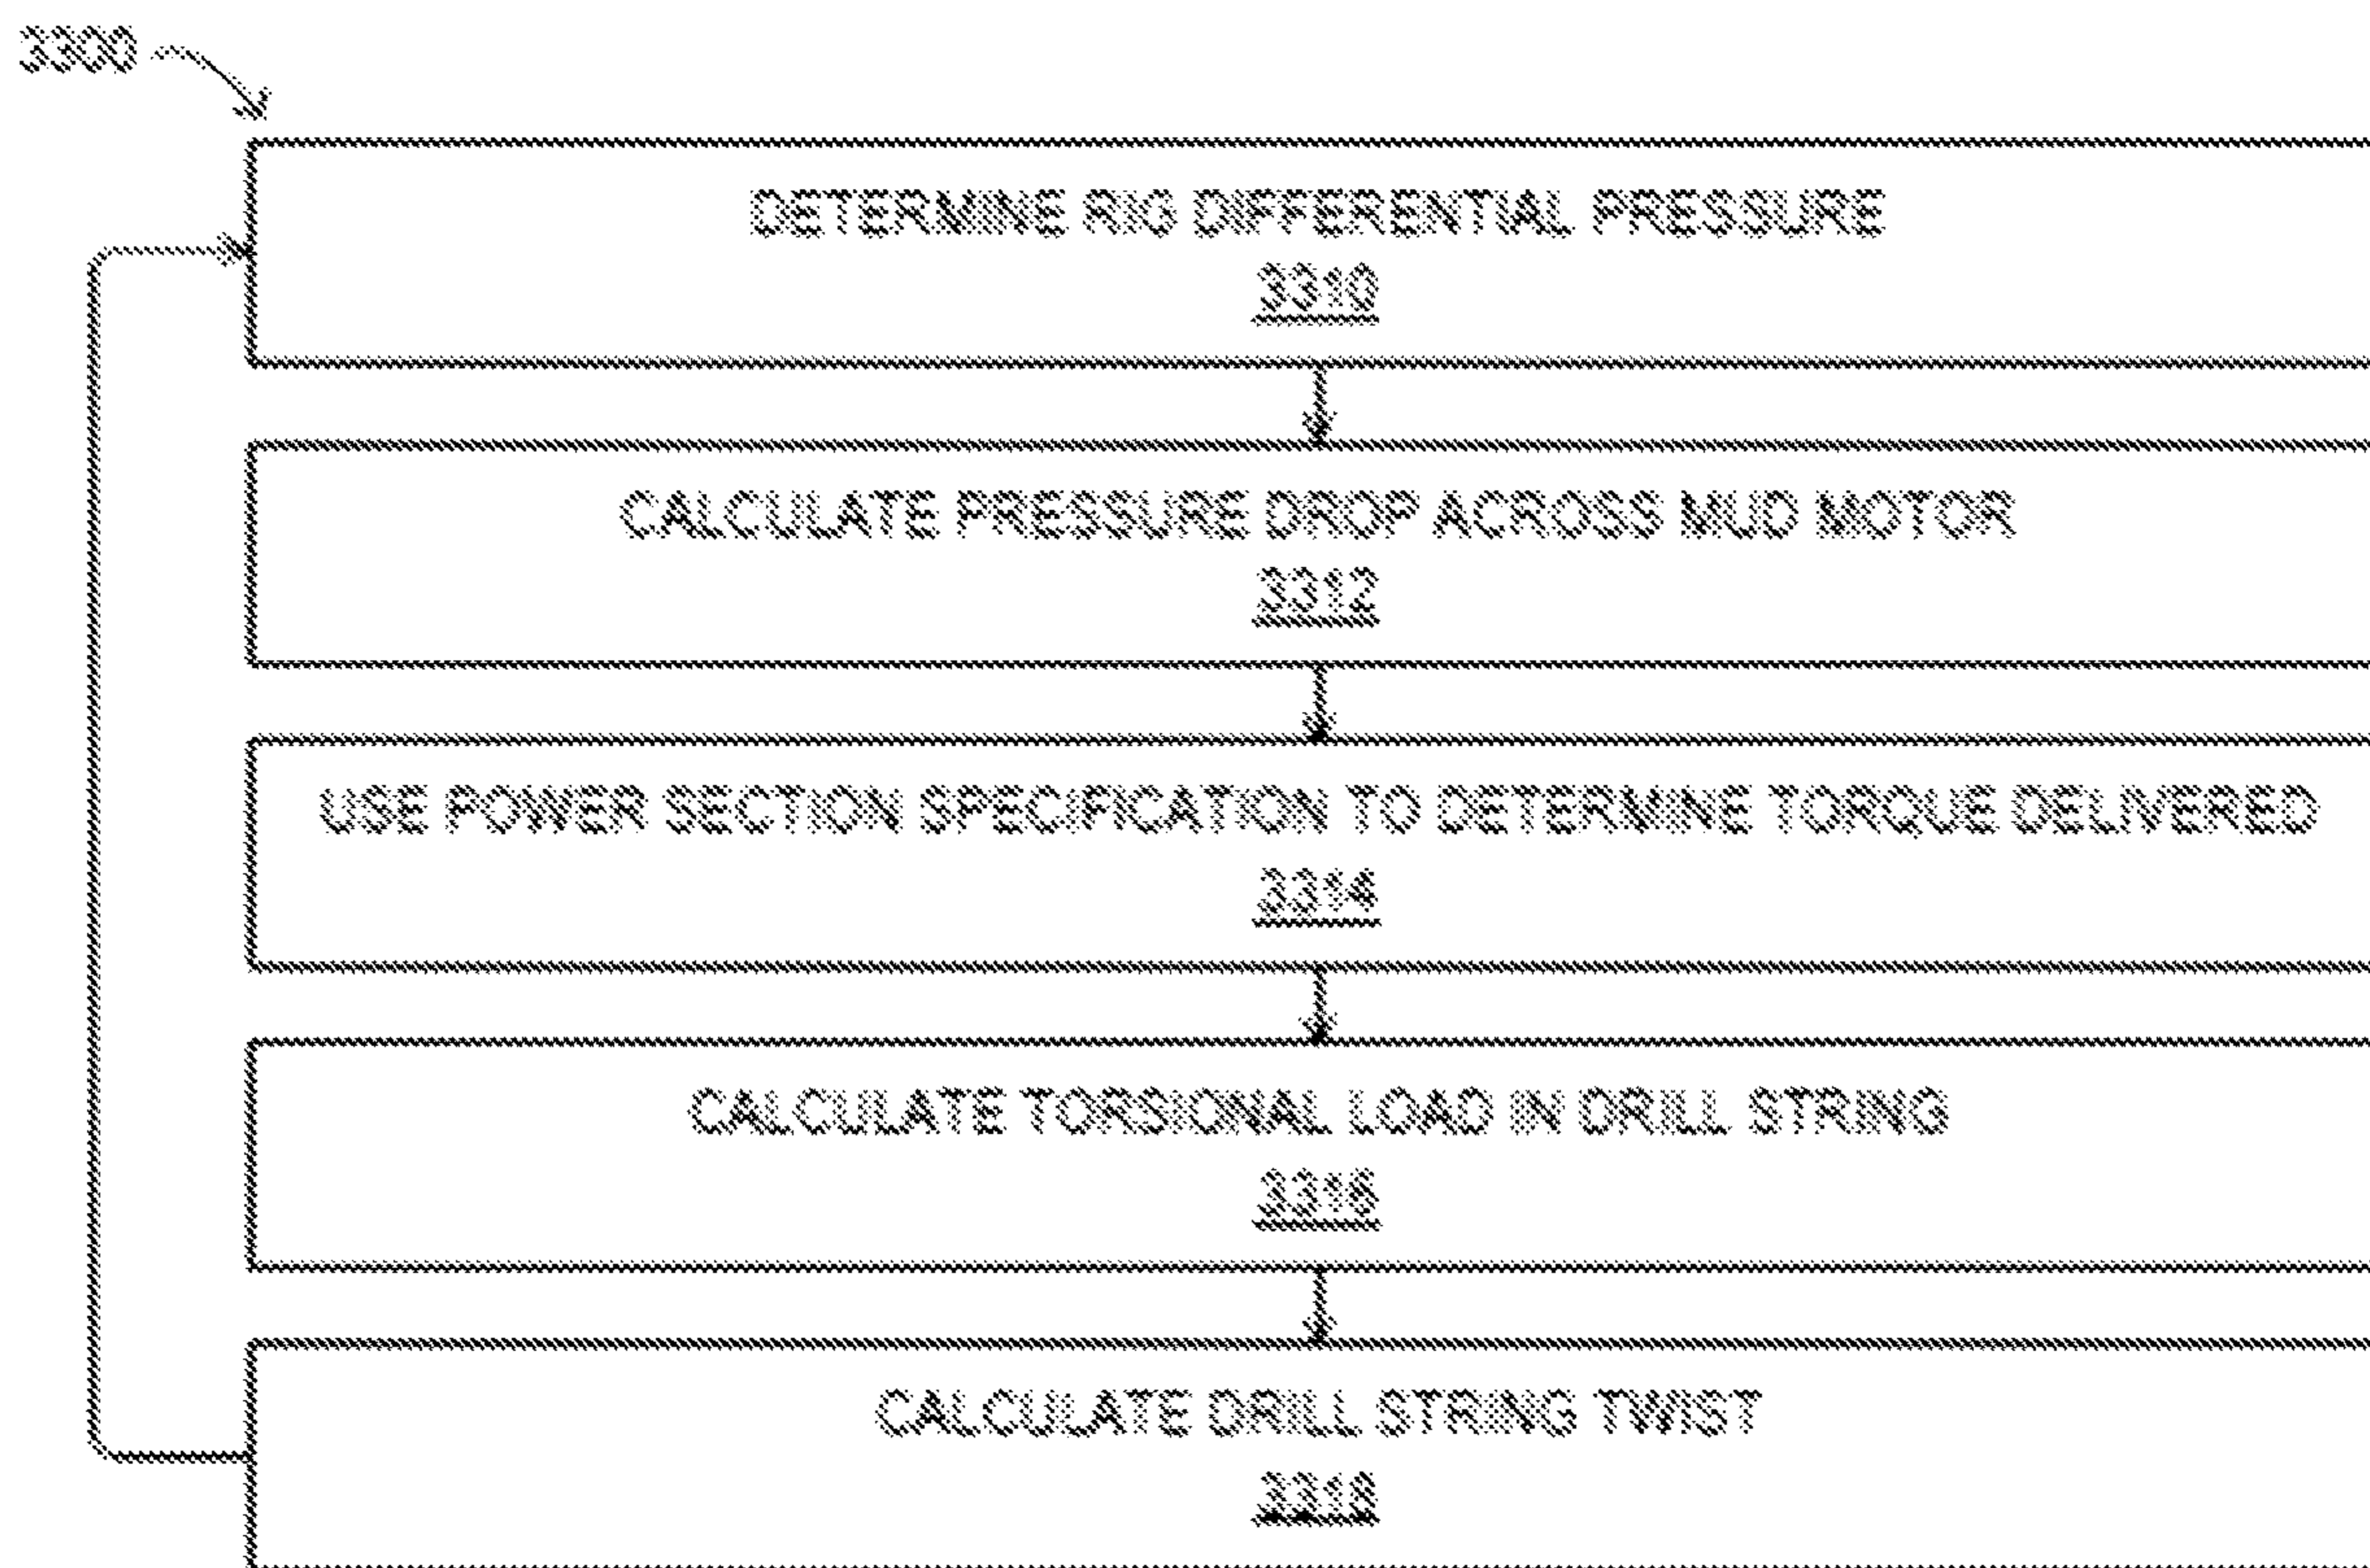 3300
DETERMINE RIG DIFFERENTIAL PRESSURE
3310
CALCULATE PRESSURE DROP ACROSS MUD MOTOR
3312
USE POWER SECTION SPECIFICATION TO DETERMINE TORQUE DELIVERED
3314
CALCULATE TORSIONAL LOAD IN DRILL STRING
3316
CALCULATE DRILL STRING TWIST
3318